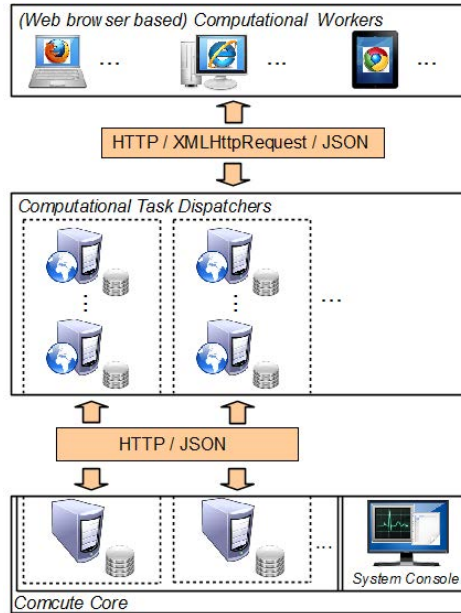 (Web browser based) Computational Workers
... ... ...
HTTP / XMLHttpRequest / JSON
Computational Task Dispatchers
...
HTTP / JSON
...
System Console
Comcute Core